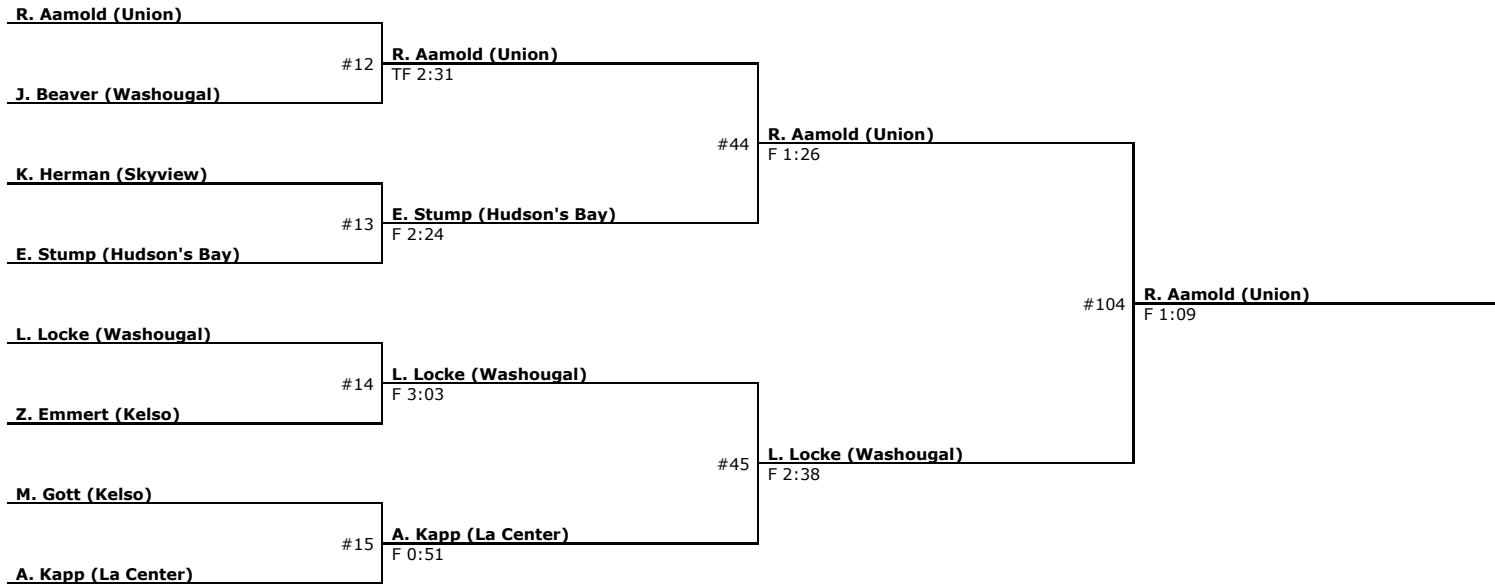 R. Aamold (Union)
#12
R. Aamold (Union)
TF 2:31
J. Beaver (Washougal)
#44
R. Aamold (Union)
F 1:26
K. Herman (Skyview)
#13
E. Stump (Hudson's Bay)
F 2:24
E. Stump (Hudson's Bay)
#104
R. Aamold (Union)
F 1:09
L. Locke (Washougal)
#14
L. Locke (Washougal)
F 3:03
Z. Emmert (Kelso)
#45
L. Locke (Washougal)
F 2:38
M. Gott (Kelso)
#15
A. Kapp (La Center)
F 0:51
A. Kapp (La Center)